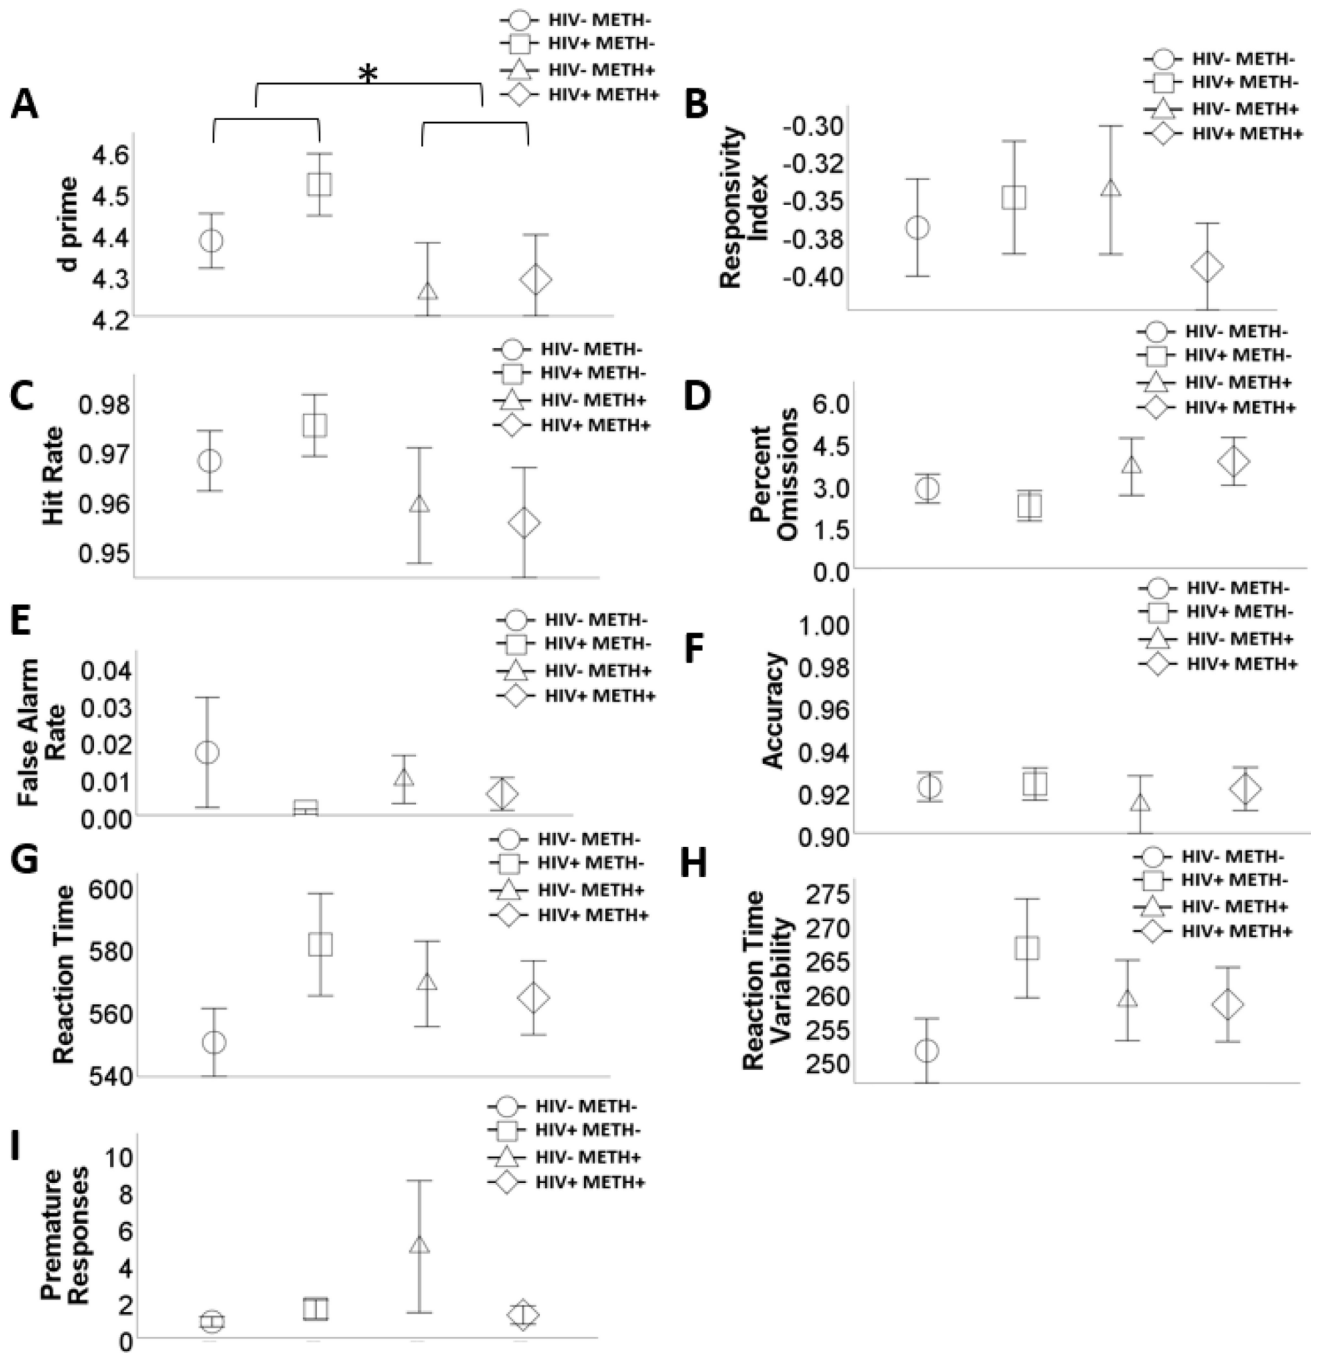 HIV- METH-
HIV+ METH-
HIV- METH+
HIV+ METH+
*
A
d prime
4.6
4.5
4.4
4.3
4.2
HIV- METH-
HIV+ METH-
HIV- METH+
HIV+ METH+
B
Responsivity
Index
-0.30
-0.32
-0.35
-0.38
-0.40
HIV- METH-
HIV+ METH-
HIV- METH+
HIV+ METH+
C
Hit Rate
0.98
0.97
0.96
0.95
HIV- METH-
HIV+ METH-
HIV- METH+
HIV+ METH+
D
Percent
Omissions
6.0
4.5
3.0
1.5
0.0
HIV- METH-
HIV+ METH-
HIV- METH+
HIV+ METH+
E
False Alarm
Rate
0.04
0.03
0.02
0.01
0.00
HIV- METH-
HIV+ METH-
HIV- METH+
HIV+ METH+
F
Accuracy
1.00
0.98
0.96
0.94
0.92
0.90
HIV- METH-
HIV+ METH-
HIV- METH+
HIV+ METH+
G
Reaction Time
600
580
560
540
HIV- METH-
HIV+ METH-
HIV- METH+
HIV+ METH+
H
Reaction Time
Variability
275
270
265
260
255
250
HIV- METH-
HIV+ METH-
HIV- METH+
HIV+ METH+
I
Premature
Responses
10
8
6
4
2
0